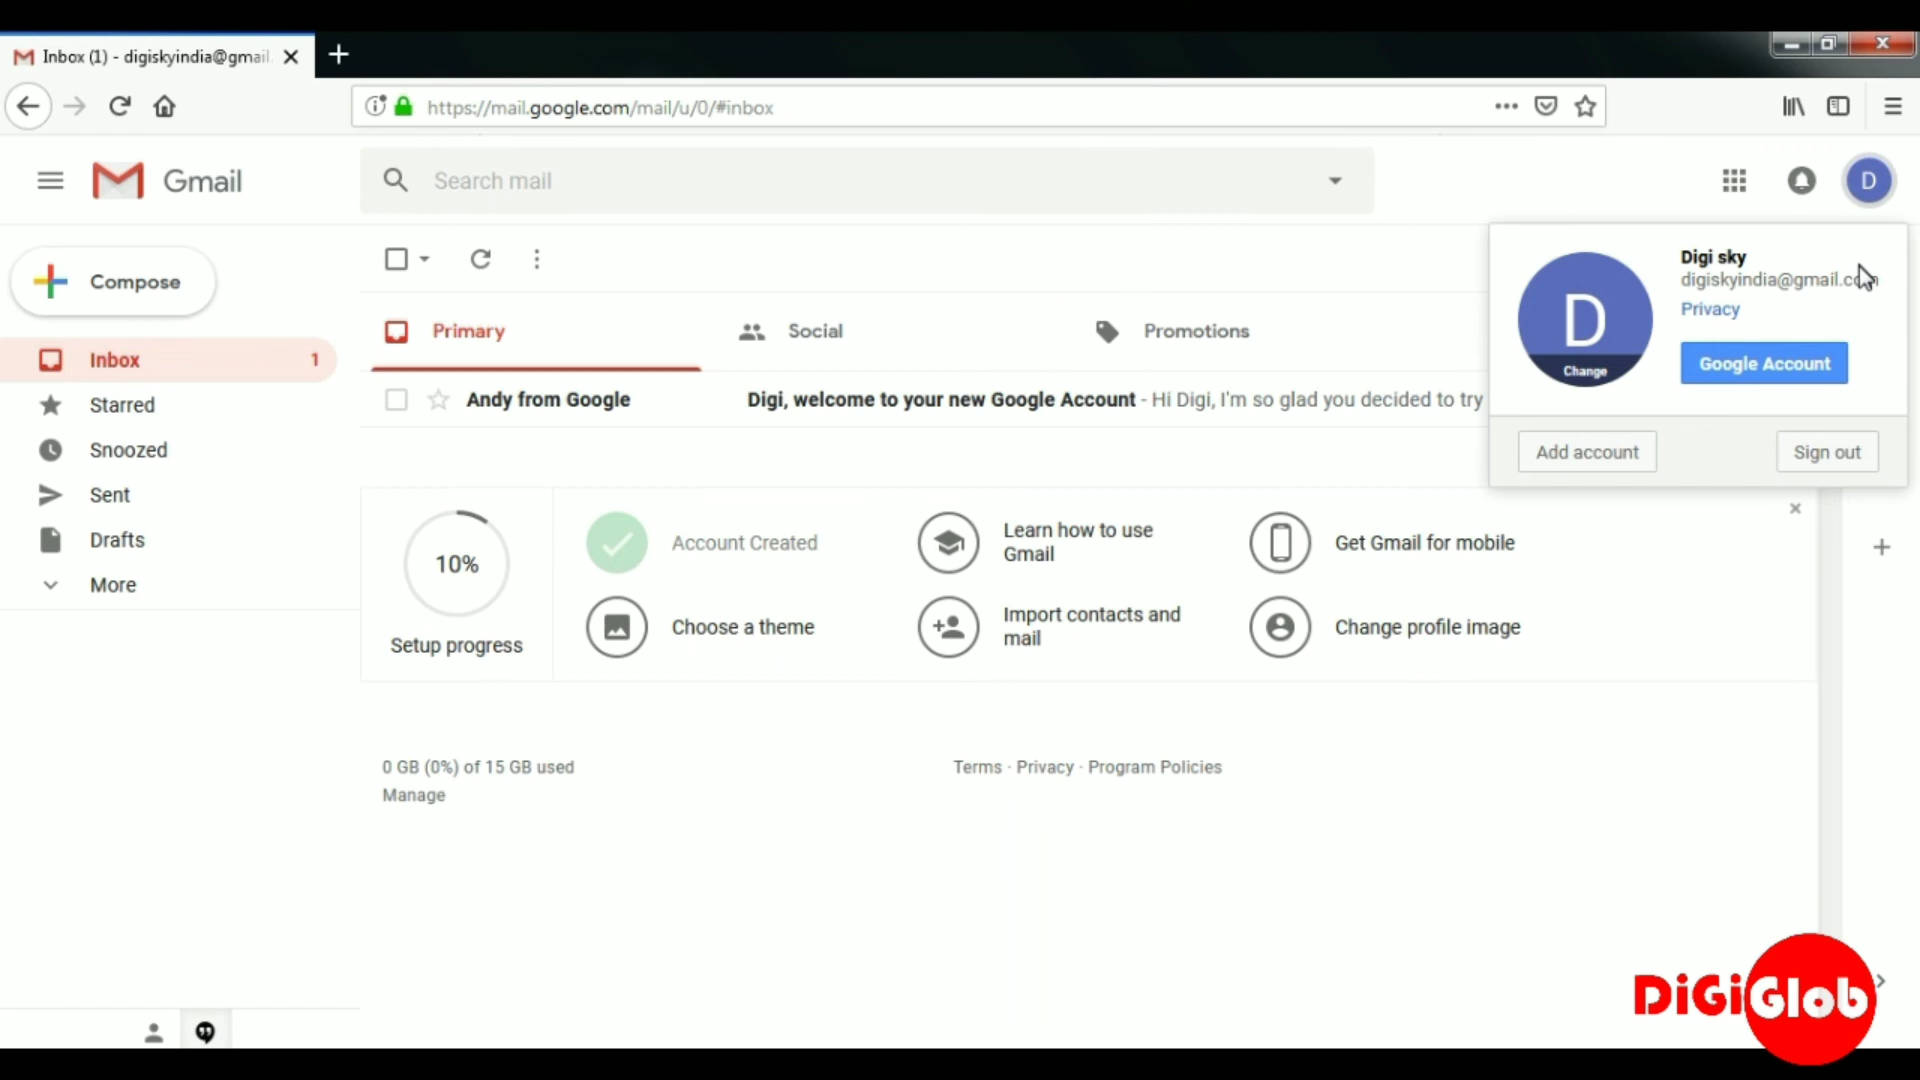 Inbox (1) - digiskyindia@gmail.
https://mail.google.com/mail/u/0/#inbox
Gmail
Search mail
D
Compose
Inbox 1
Starred
Snoozed
Sent
Drafts
More
Primary
Social
Promotions
Andy from Google
Digi, welcome to your new Google Account - Hi Digi, I'm so glad you decided to try
D
Change
Digi sky
digiskyindia@gmail.com
Privacy
Google Account
Add account
Sign out
10%
Setup progress
Account Created
Learn how to use
Gmail
Get Gmail for mobile
Choose a theme
Import contacts and
mail
Change profile image
0 GB (0%) of 15 GB used
Manage
Terms · Privacy · Program Policies
DiGiGlob